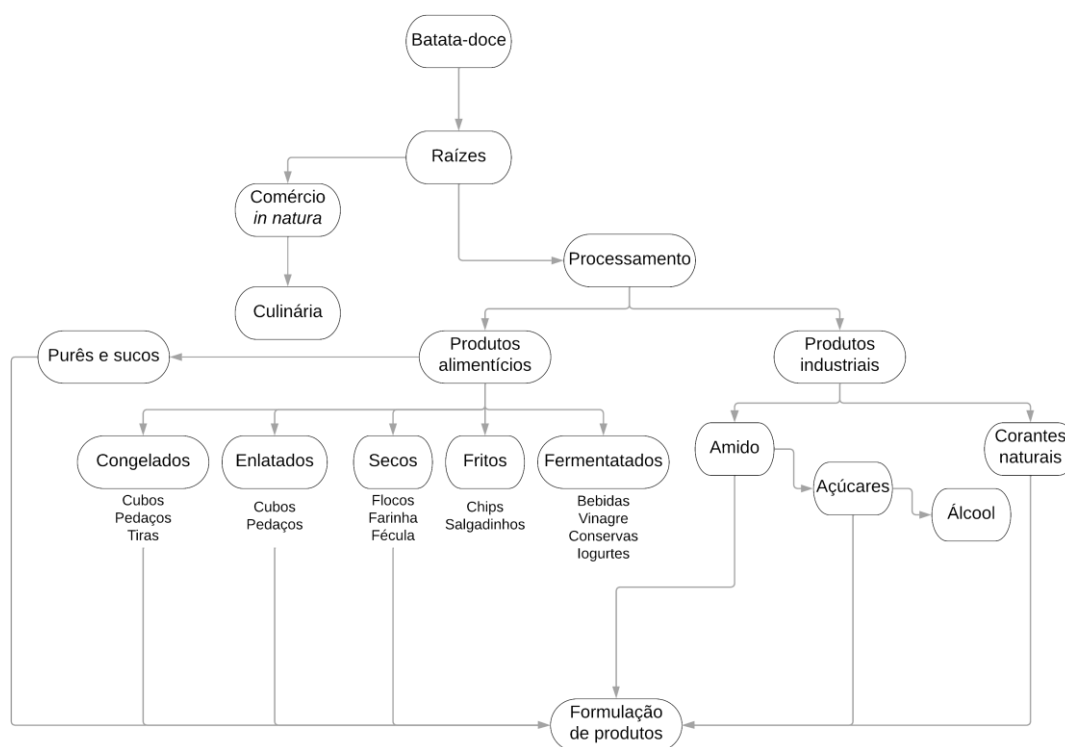 Batata-doce
Raízes
Comércio
in natura
Processamento
Culinária
Purês e sucos
Produtos
alimentícios
Produtos
industriais
Congelados
Cubos
Pedaços
Tiras
Enlatados
Cubos
Pedaços
Secos
Flocos
Farinha
Fécula
Fritos
Chips
Salgadinhos
Fermentatados
Bebidas
Vinagre
Conservas
Iogurtes
Amido
Açúcares
Álcool
Corantes
naturais
Formulação
de produtos